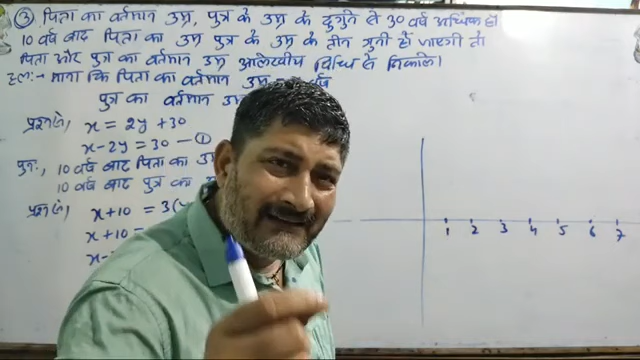 ③ पिता का वर्तमान उम्र, पुत्र के उम्र के दुगुने से 30 वर्ष अधिक है
10 वर्ष बाद पिता का उम्र पुत्र के उम्र के तीन गुनी हो जाएगी तो
पिता और पुत्र का वर्तमान उम्र आलेखीय विधि से निकालें।
हल:- माना कि पिता का वर्तमान उम्र वर्ष
पुत्र का वर्तमान
प्रश्न से, x = 2y + 30
x - 2y = 30 — ①
पुनः, 10 वर्ष बाद पिता का
10 वर्ष बाद पुत्र का
प्रश्न से, x + 10 = 3(
x + 10 =
x -
1 2 3 4 5 6 7